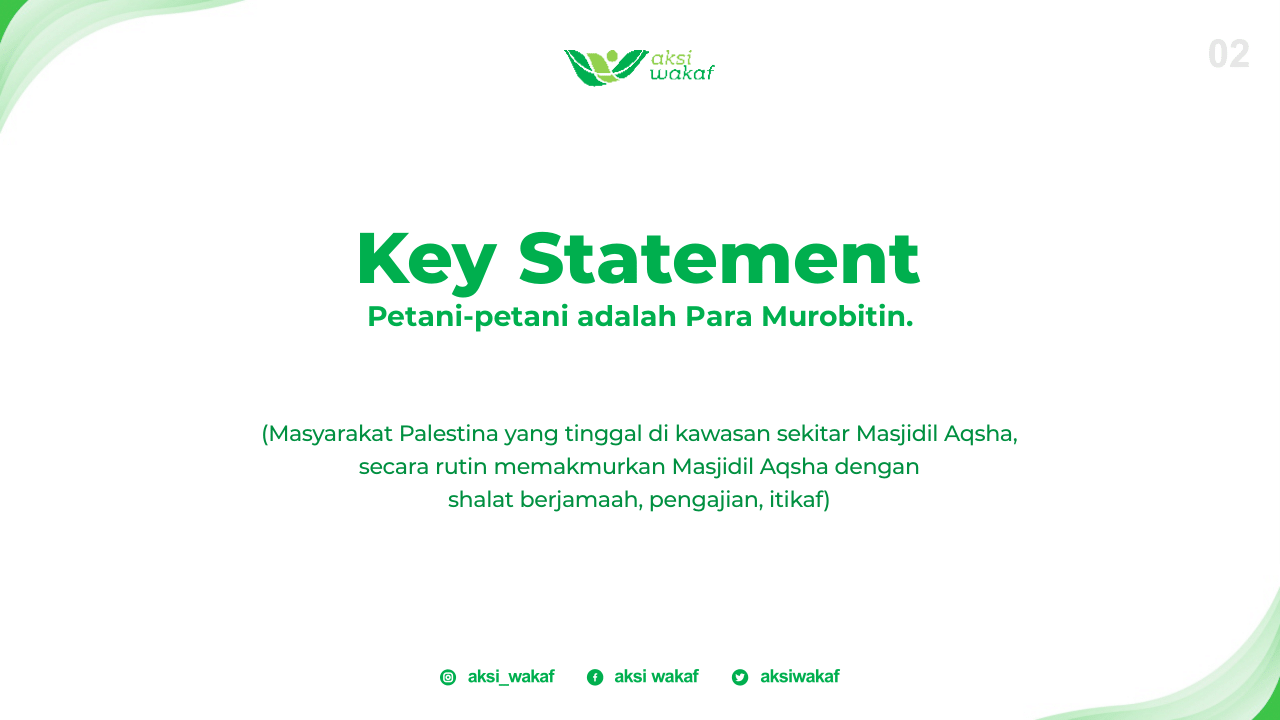 aksi
wakaf
02
Key Statement
Petani-petani adalah Para Murobitin.
(Masyarakat Palestina yang tinggal di kawasan sekitar Masjidil Aqsha,
secara rutin memakmurkan Masjidil Aqsha dengan
shalat berjamaah, pengajian, itikaf)
aksi_wakaf aksi wakaf aksiwakaf